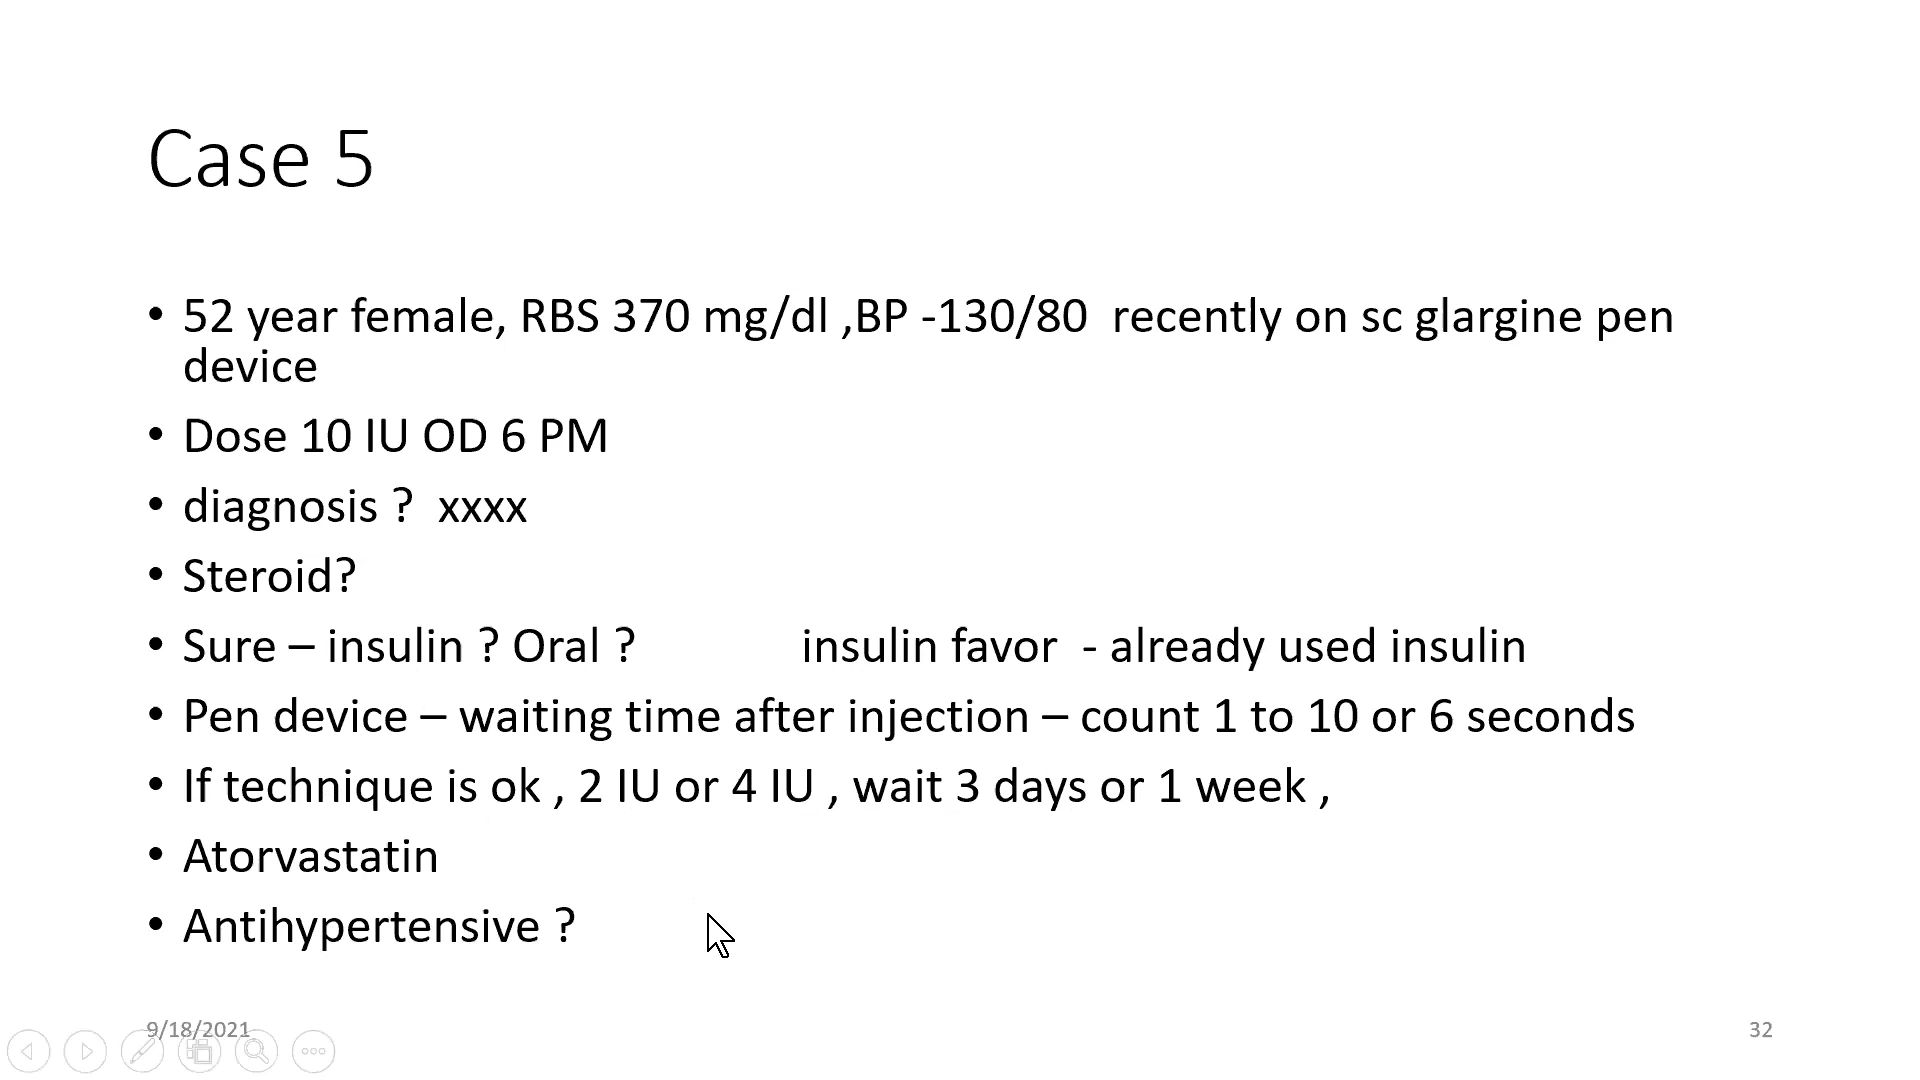 Case 5
• 52 year female, RBS 370 mg/dl ,BP -130/80  recently on sc glargine pen
device
• Dose 10 IU OD 6 PM
• diagnosis ?  xxxx
• Steroid?
• Sure – insulin ? Oral ?             insulin favor  - already used insulin
• Pen device – waiting time after injection – count 1 to 10 or 6 seconds
• If technique is ok , 2 IU or 4 IU , wait 3 days or 1 week ,
• Atorvastatin
• Antihypertensive ?
9/18/2021
32